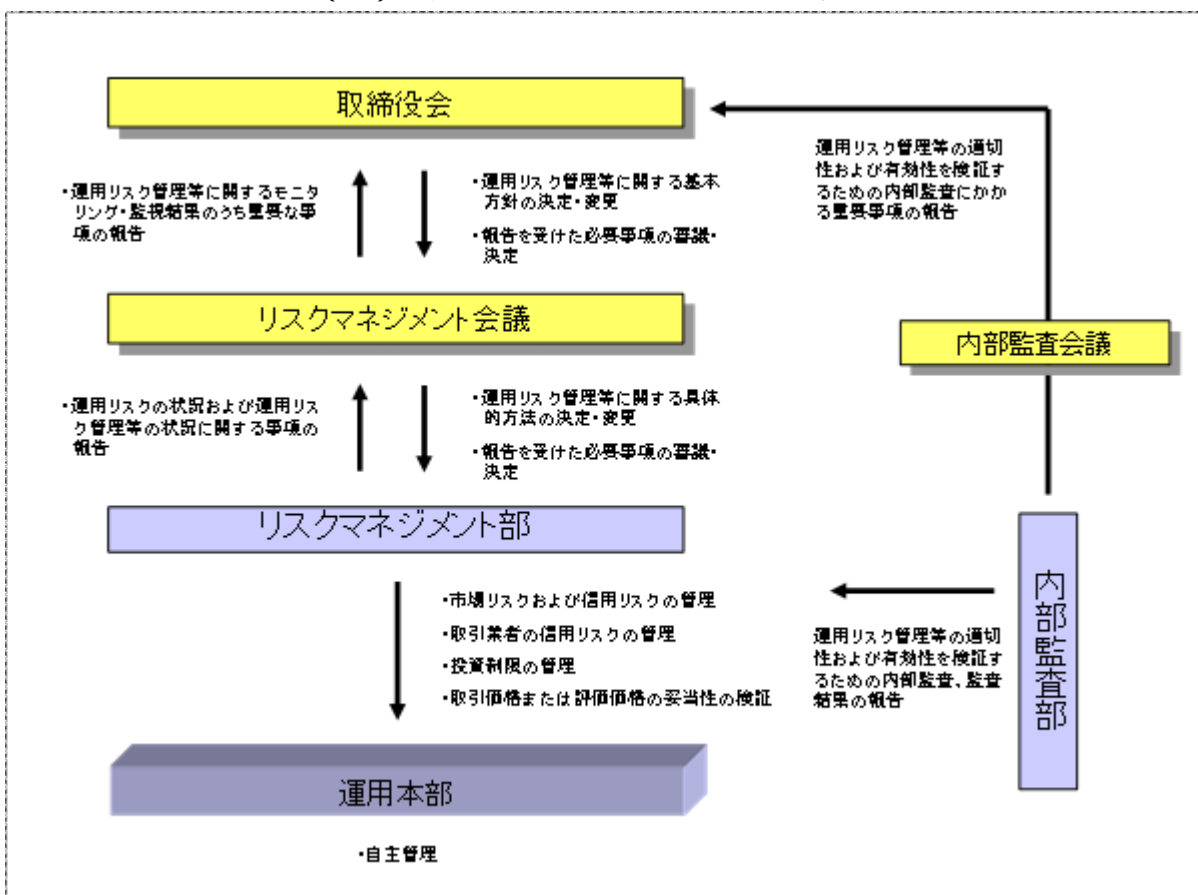 取締役会
・運用リスク管理等に関するモニ
タリング・監視結果のうち重要な事
項の報告
・運用リスク管理等に関する基本
方針の決定・変更
・報告を受けた必要事項の審議・
決定
運用リスク管理等の適切
性および有効性を検証す
るための内部監査にかか
る重要事項の報告
リスクマネジメント会議
内部監査会議
・運用リスクの状況および運用リス
ク管理等の状況に関する事項の
報告
・運用リスク管理等に関する具体
的方法の決定・変更
・報告を受けた必要事項の審議・
決定
リスクマネジメント部
内部監査部
・市場リスクおよび信用リスクの管理
・取引業者の信用リスクの管理
・投資制限の管理
・取引価格または評価価格の妥当性の検証
運用リスク管理等の適切
性および有効性を検証す
るための内部監査、監査
結果の報告
運用本部
・自主管理